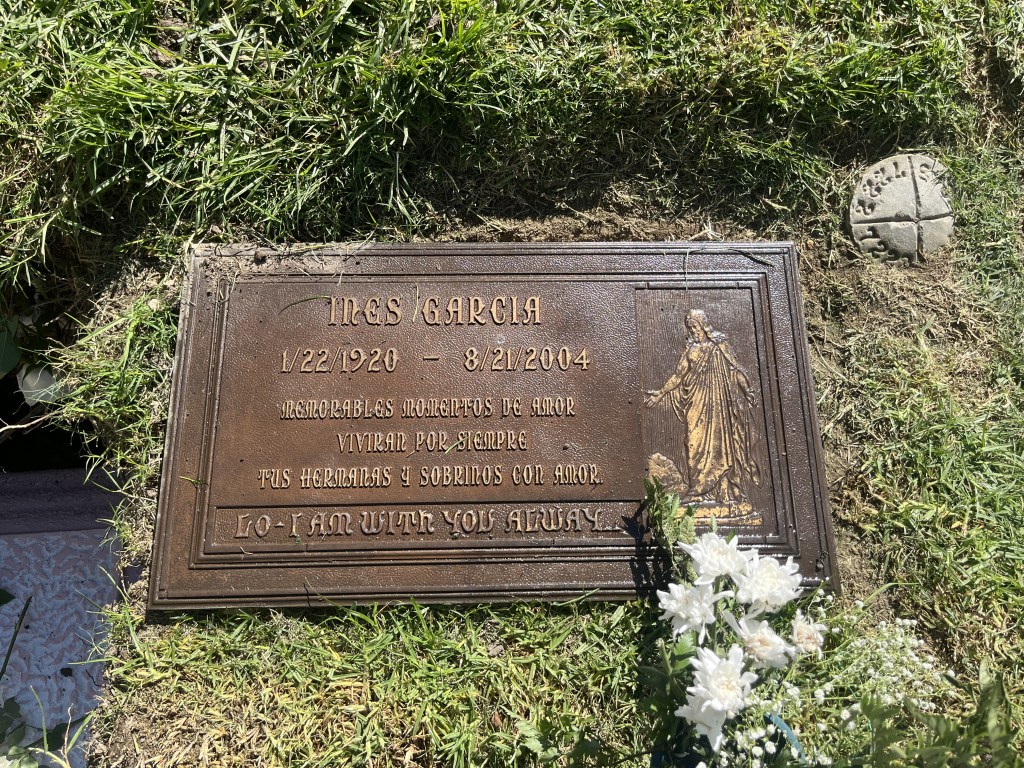 INES GARCIA
1/22/1920 – 8/21/2004
MEMORABLES MOMENTOS DE AMOR
VIVIRAN POR SIEMPRE
TUS HERMANAS Y SOBRINOS CON AMOR.
LO-I AM WITH YOU ALWAY...